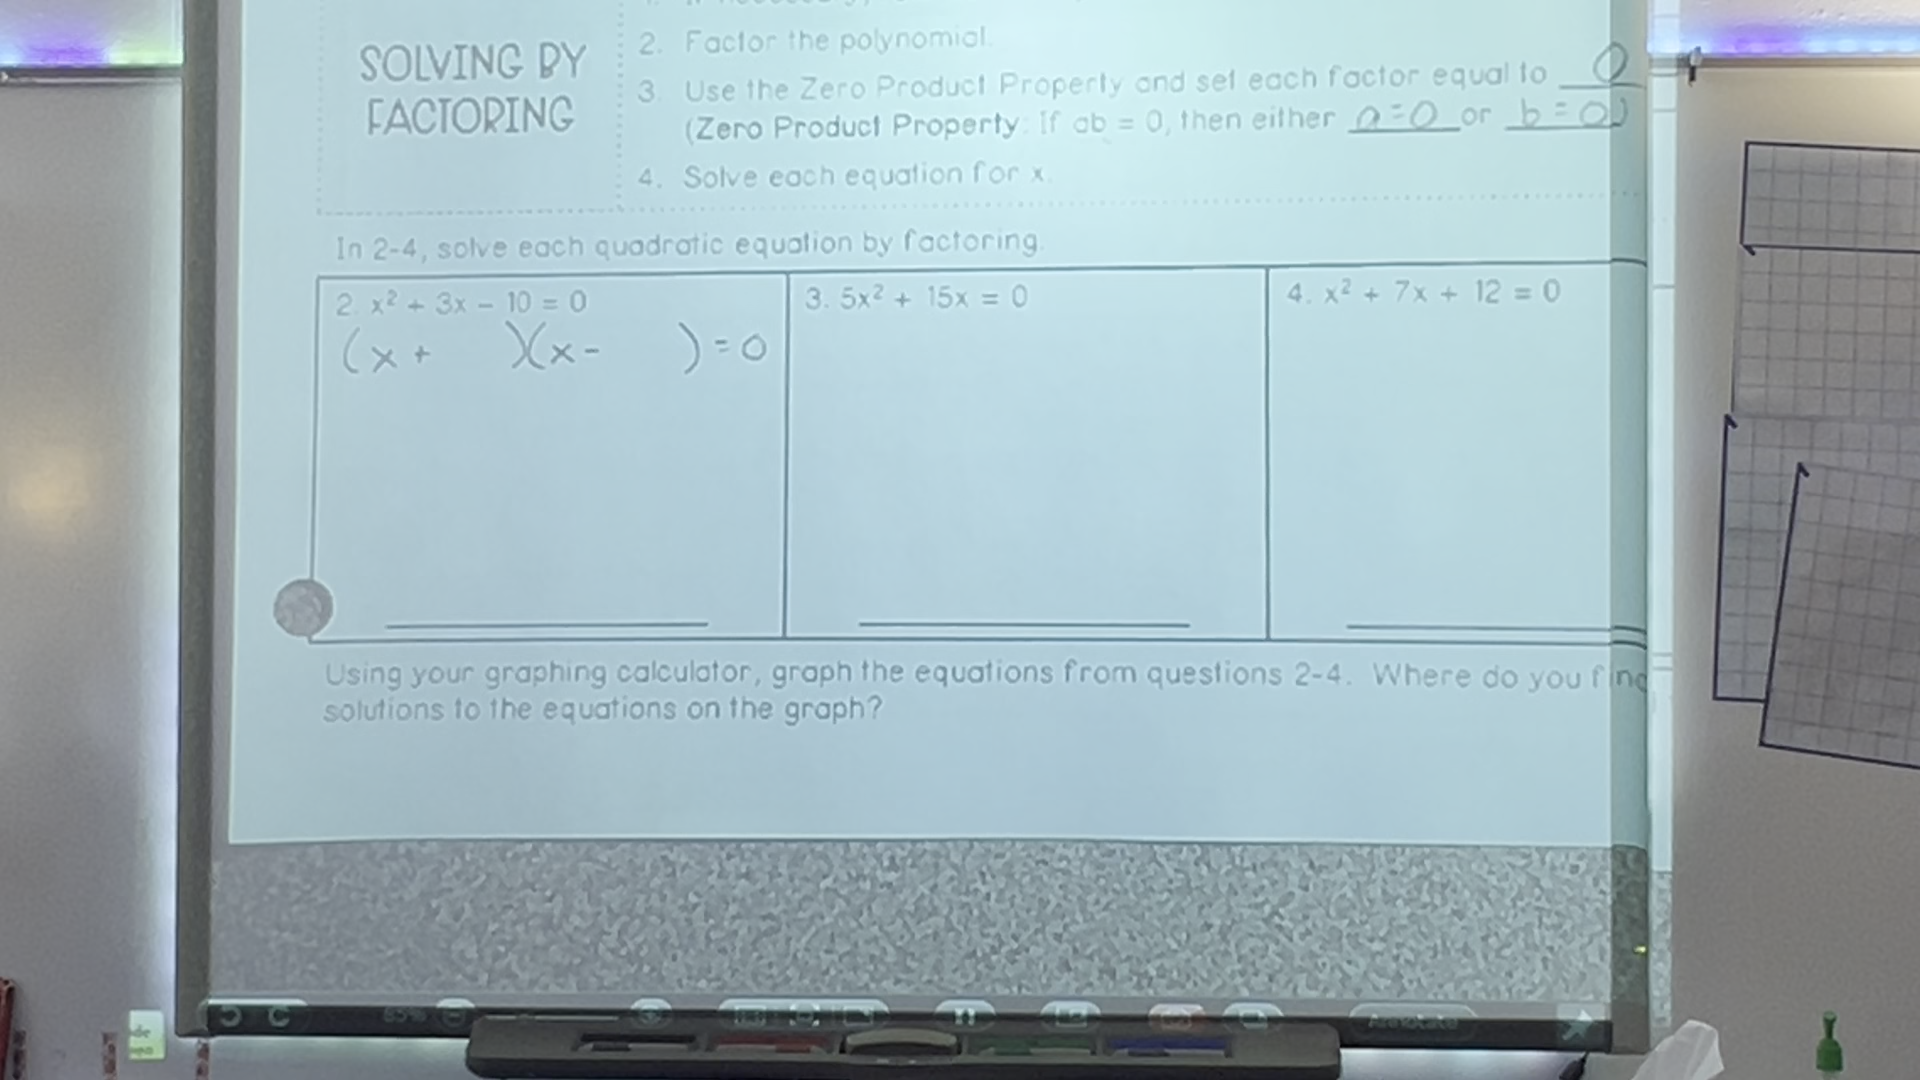 SOLVING BY
FACTORING
2. Factor the polynomial.
3. Use the Zero Product Property and set each factor equal to 0
(Zero Product Property: If ab = 0, then either a=0 or b=0)
4. Solve each equation for x.
In 2-4, solve each quadratic equation by factoring.
2. x² + 3x − 10 = 0
(x + )(x − ) = 0
3. 5x² + 15x = 0
4. x² + 7x + 12 = 0
Using your graphing calculator, graph the equations from questions 2-4. Where do you find
solutions to the equations on the graph?
Annotate